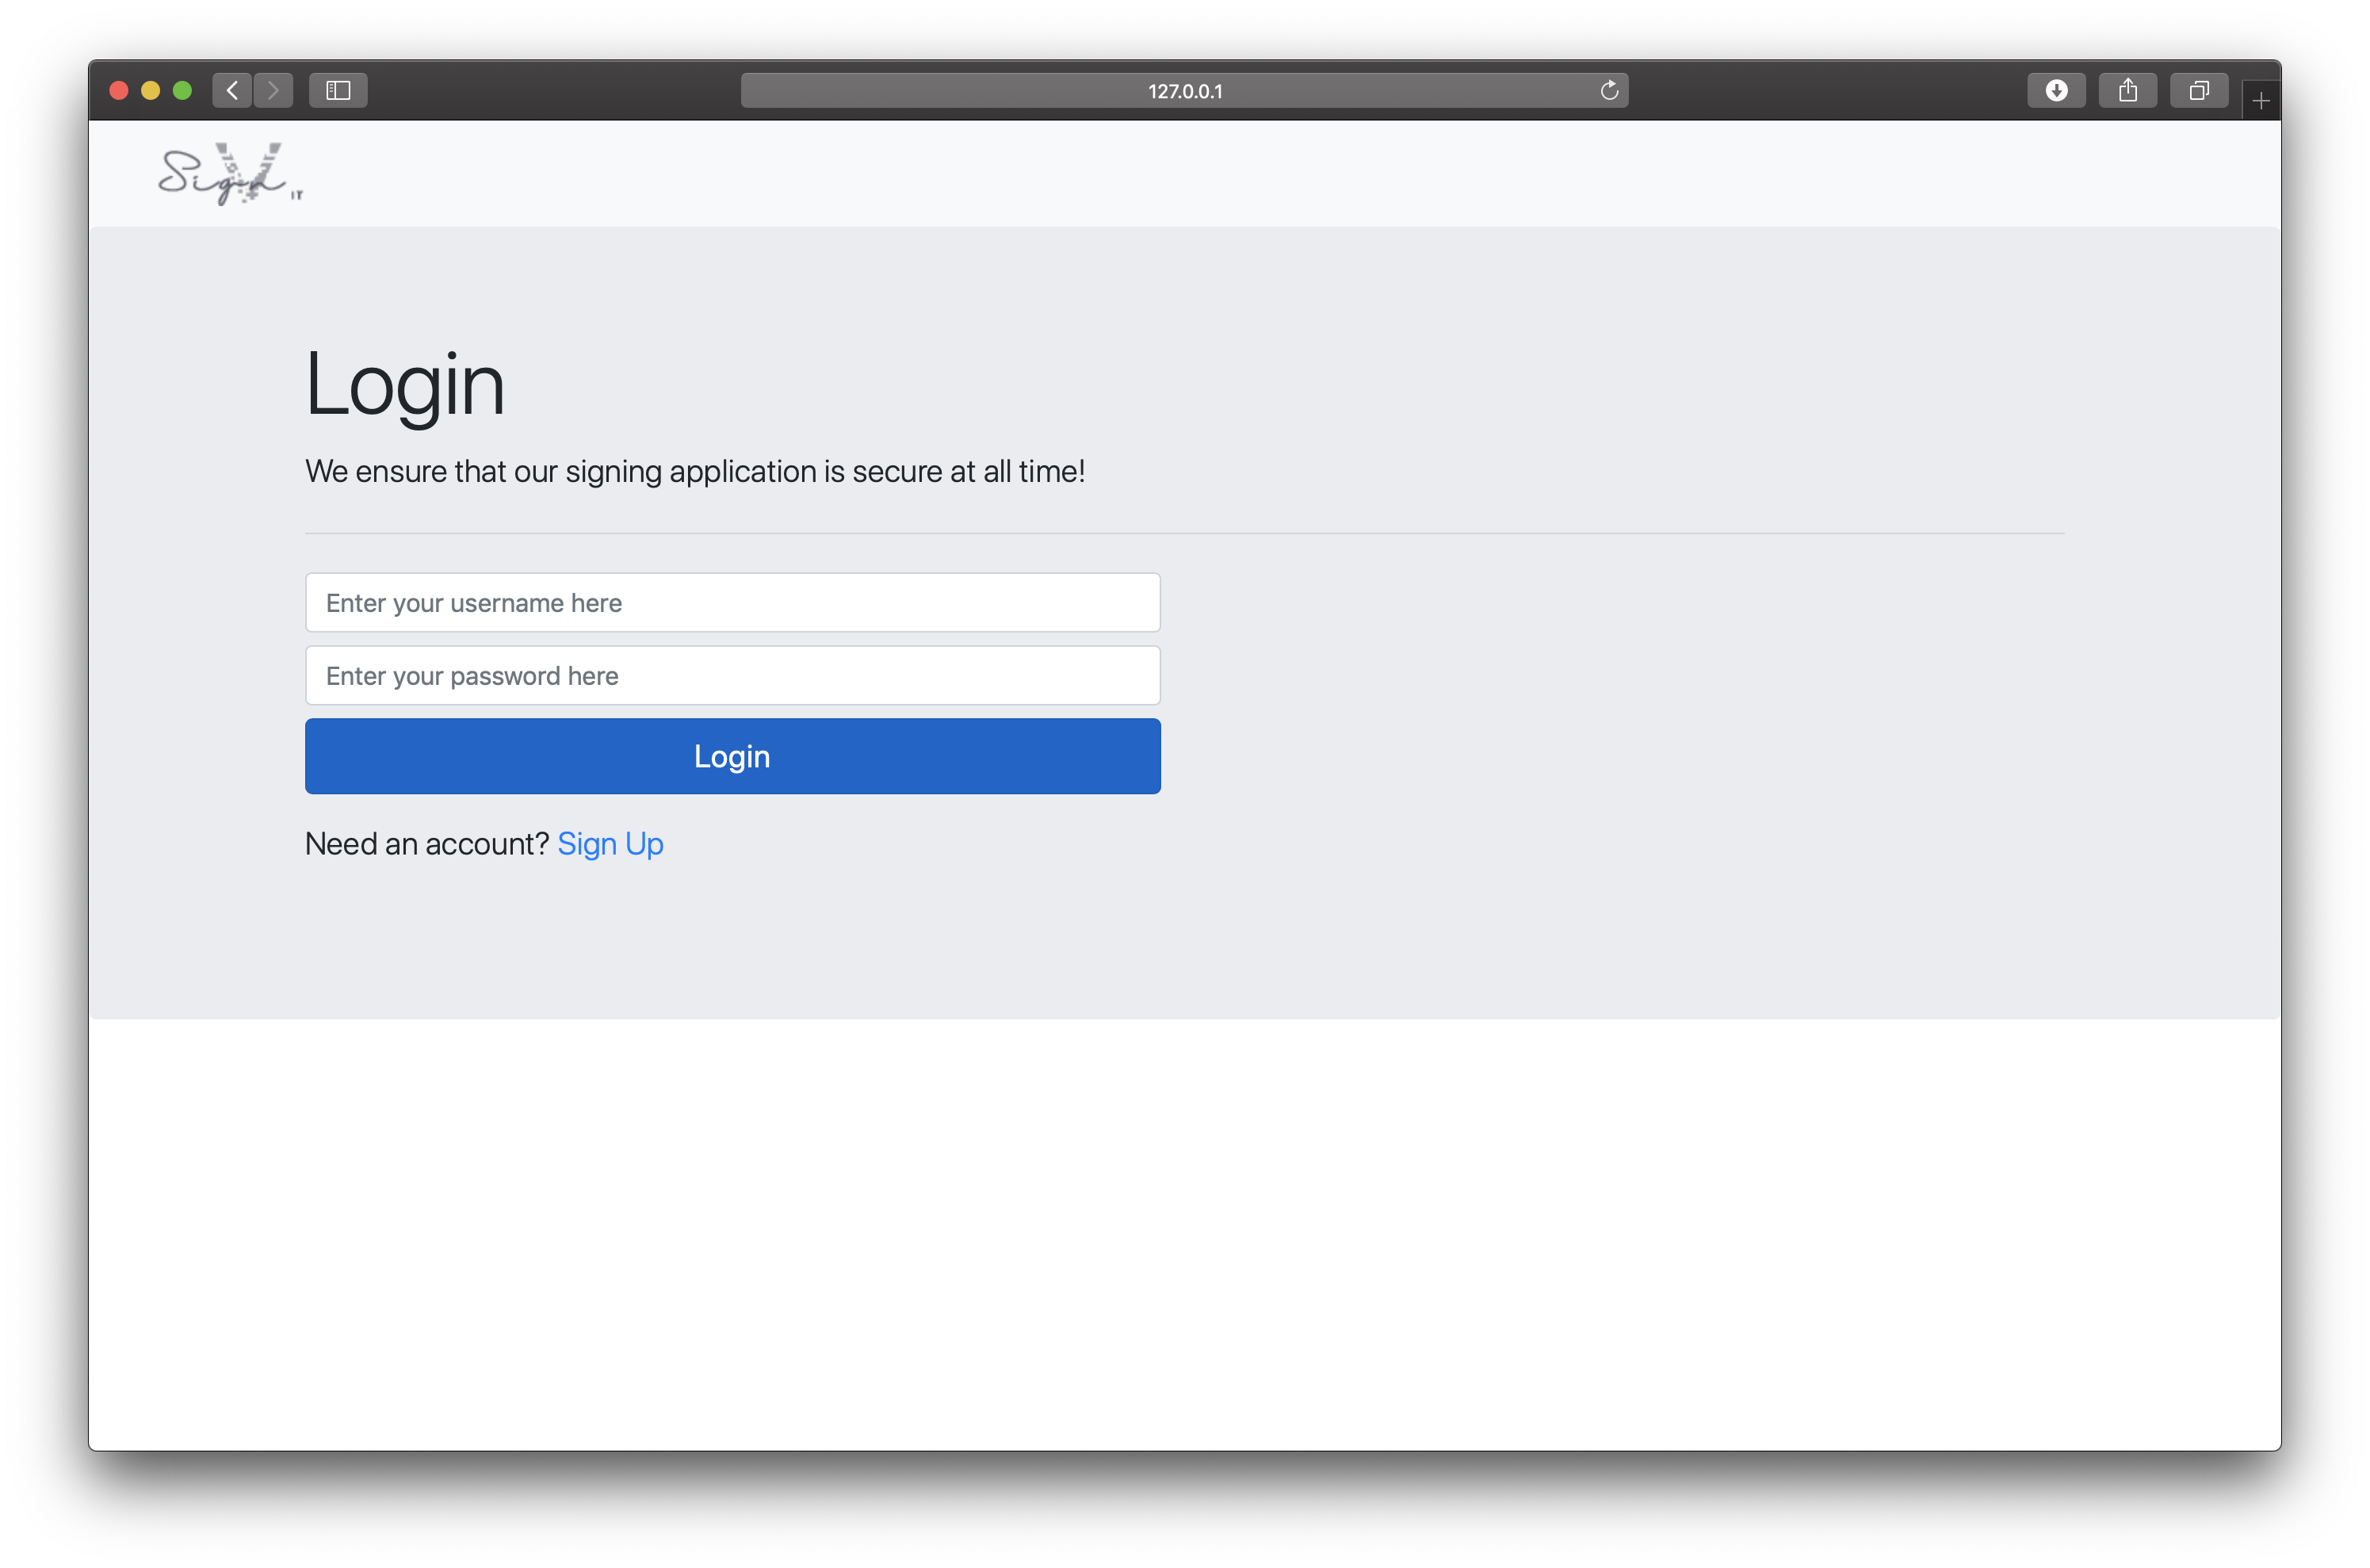 127.0.0.1
Sign IT
Login
We ensure that our signing application is secure at all time!
Enter your username here
Enter your password here
Login
Need an account? Sign Up